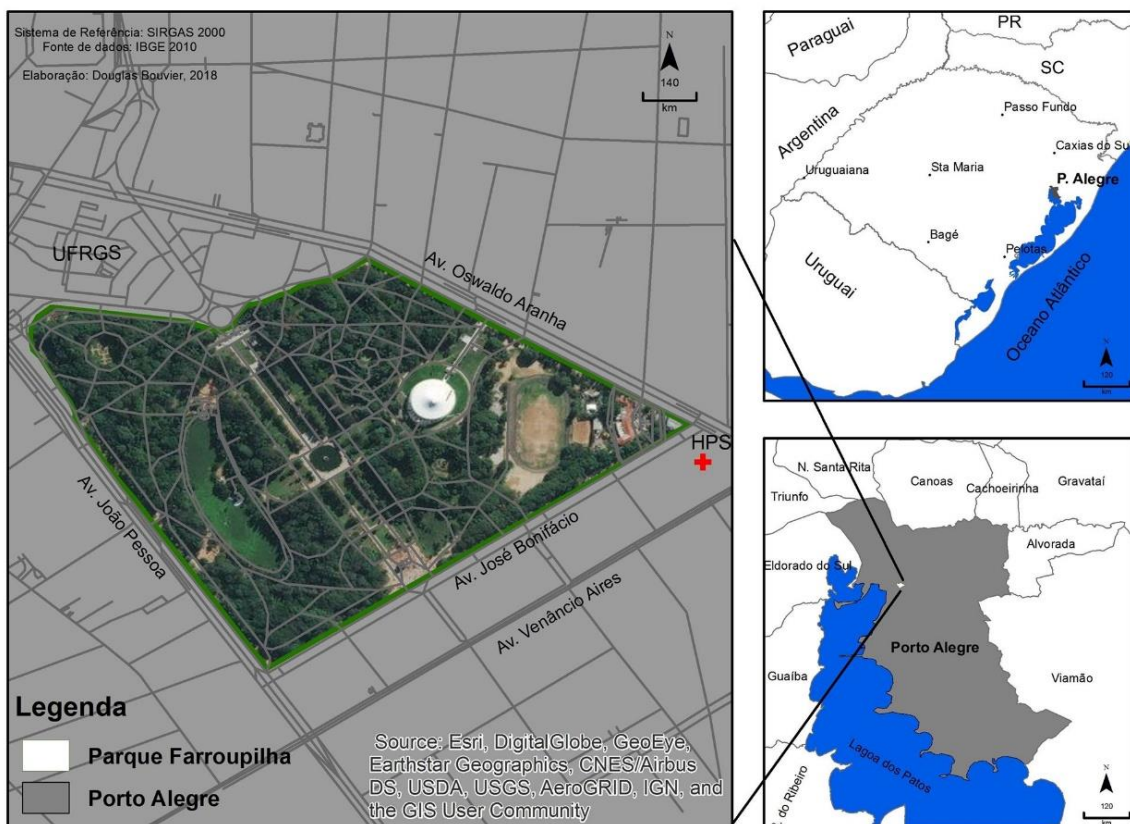 Sistema de Referência: SIRGAS 2000
Fonte de dados: IBGE 2010
Elaboração: Douglas Bouvier, 2018
N
140
km
UFRGS
Av. Oswaldo Aranha
HPS
Av. João Pessoa
Av. José Bonifácio
Av. Venâncio Aires
Legenda
Parque Farroupilha
Porto Alegre
Source: Esri, DigitalGlobe, GeoEye,
Earthstar Geographics, CNES/Airbus
DS, USDA, USGS, AeroGRID, IGN, and
the GIS User Community
Paraguai
PR
SC
Argentina
Passo Fundo
Caxias do Su
Uruguaiana
Sta Maria
P. Alegre
Bagé
Pelotas
Uruguai
Oceano Atlântico
N
120
km
N. Santa Rita
Triunfo
Canoas
Cachoeirinha
Gravataí
Alvorada
Eldorado do Sul
Porto Alegre
Guaíba
Viamão
Lagoa dos Patos
do Ribeiro
N
120
km